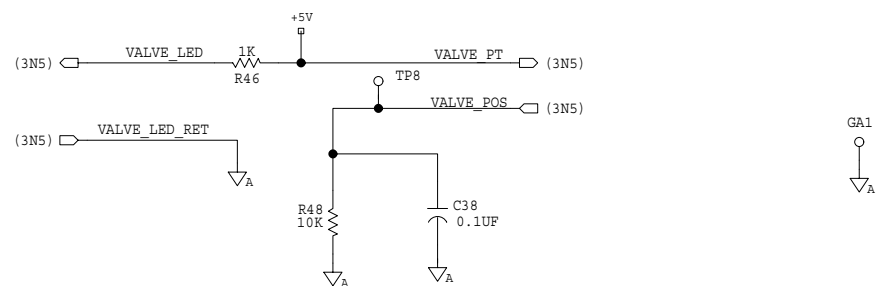 +5V
(3N5) VALVE_LED 1K VALVE_PT (3N5)
R46
TP8
VALVE_POS (3N5)
(3N5) VALVE_LED_RET
GA1
A
A
R48
10K
C38
0.1UF
A
A